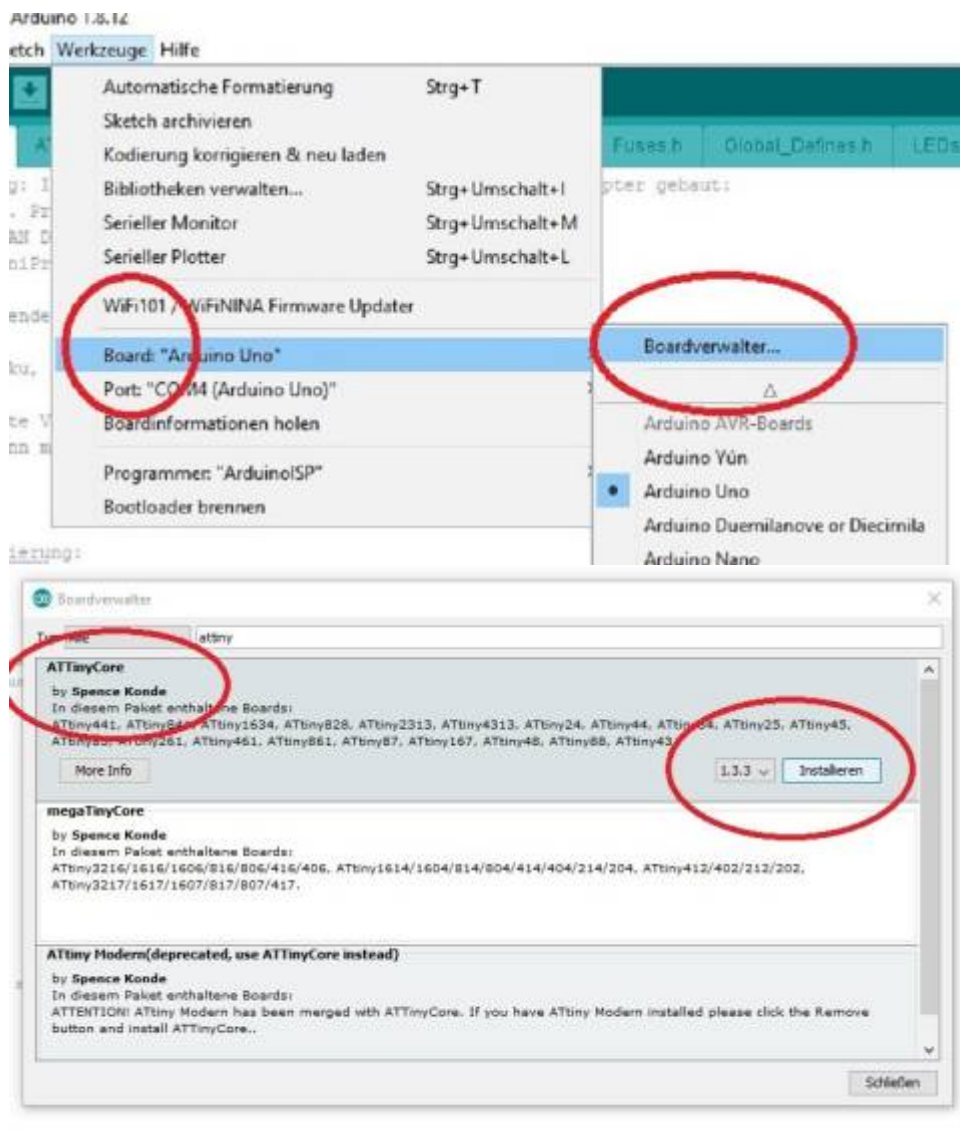 Arduino 1.8.12
etch Werkzeuge Hilfe
Automatische Formatierung Strg+T
Sketch archivieren
Kodierung korrigieren & neu laden
Bibliotheken verwalten... Strg+Umschalt+I
Serieller Monitor Strg+Umschalt+M
Serieller Plotter Strg+Umschalt+L
WiFi101 / WiFiNINA Firmware Updater
Board: "Arduino Uno"
Port: "COM4 (Arduino Uno)"
Boardinformationen holen
Programmer: "ArduinoISP"
Bootloader brennen
Fuses.h Global_Defines.h LEDs
pter gebaut:
ierung:
Boardverwalter...
Arduino AVR-Boards
Arduino Yún
Arduino Uno
Arduino Duemilanove or Diecimila
Arduino Nano
Boardverwalter
attiny
ATTinyCore
by Spence Konde
In diesem Paket enthaltene Boards:
ATtiny441, ATtiny841, ATtiny1634, ATtiny828, ATtiny2313, ATtiny4313, ATtiny24, ATtiny44, ATtiny84, ATtiny25, ATtiny45,
ATtiny85, ATtiny261, ATtiny461, ATtiny861, ATtiny87, ATtiny167, ATtiny48, ATtiny88, ATtiny43
More Info 1.3.3 Installieren
megaTinyCore
by Spence Konde
In diesem Paket enthaltene Boards:
ATtiny3216/1616/1606/816/806/416/406, ATtiny1614/1604/814/804/414/404/214/204, ATtiny412/402/212/202,
ATtiny3217/1617/1607/817/807/417.
ATtiny Modern(deprecated, use ATTinyCore instead)
by Spence Konde
In diesem Paket enthaltene Boards:
ATTENTION! ATtiny Modern has been merged with ATTinyCore. If you have ATtiny Modern installed please click the Remove
button and install ATTinyCore..
Schließen